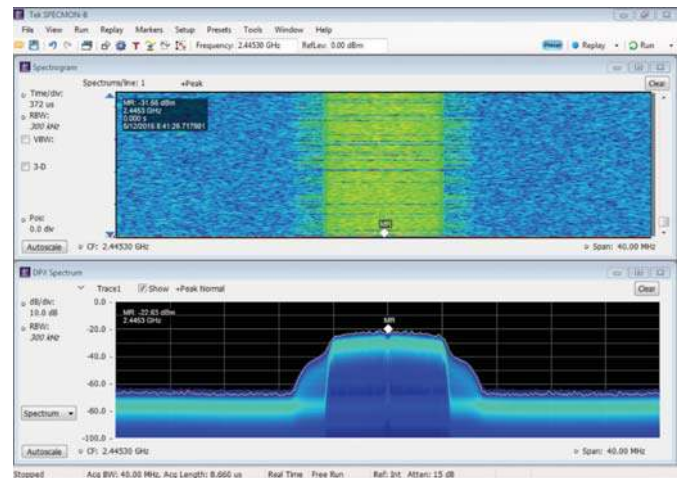 Tek SPECMON-B
File View Run Replay Markers Setup Presets Tools Window Help
Frequency: 2.44530 GHz RefLev: 0.00 dBm Preset Replay Run
Spectrogram
Spectrums/line: 1 +Peak Clear
Time/div:
372 us
RBW:
300 kHz
VBW:
3-D
Pos:
0.0 div
MR: -31.66 dBm
2.4453 GHz
0.000 s
MR
Autoscale CF: 2.44530 GHz Span: 40.00 MHz
DPX Spectrum
Trace1 Show +Peak Normal Clear
dB/div:
10.0 dB
RBW:
300 kHz
0.0
MR: -22.63 dBm
2.4453 GHz
MR
-20.0
-40.0
-60.0
Spectrum
-80.0
-100.0
Autoscale CF: 2.44530 GHz Span: 40.00 MHz
Stopped Acq BW: 40.00 MHz, Acq Length: 8.660 us Real Time Free Run Ref: Int Atten: 15 dB